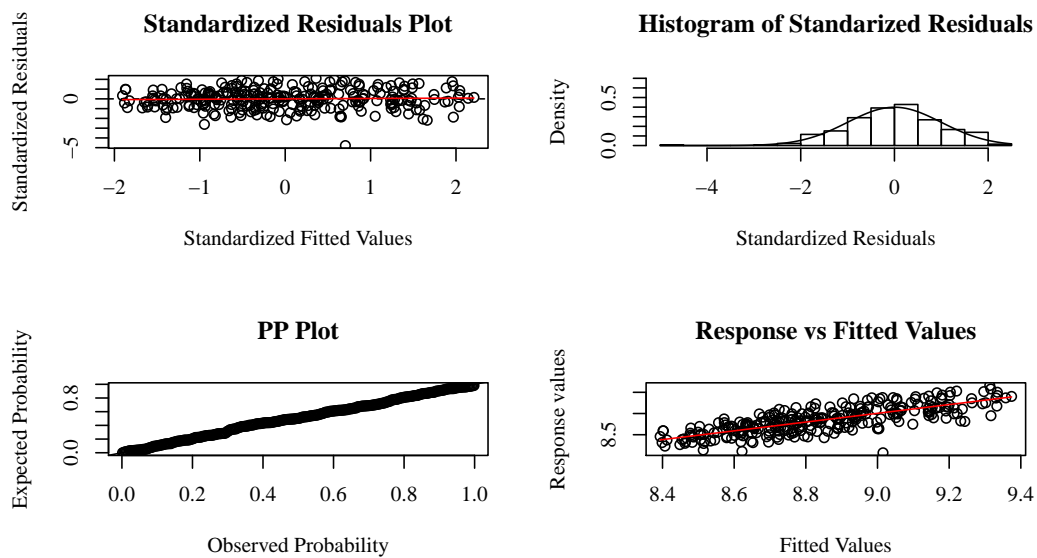 Standardized Residuals Plot
Standardized Residuals
0
−5
−2 −1 0 1 2
Standardized Fitted Values
Histogram of Standarized Residuals
Density
0.5
0.0
−4 −2 0 2
Standardized Residuals
PP Plot
Expected Probability
0.8
0.0
0.0 0.2 0.4 0.6 0.8 1.0
Observed Probability
Response vs Fitted Values
Response values
8.5
8.4 8.6 8.8 9.0 9.2 9.4
Fitted Values